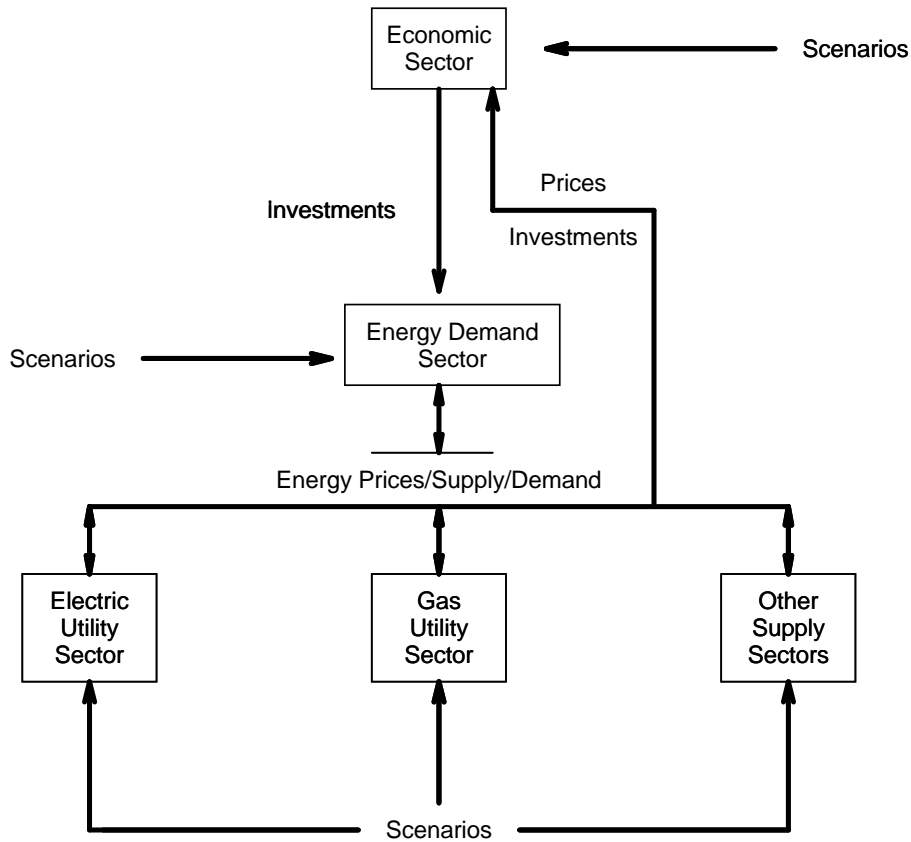 Economic
Sector
Scenarios
Prices
Investments
Investments
Energy Demand
Sector
Scenarios
Energy Prices/Supply/Demand
Electric
Utility
Sector
Gas
Utility
Sector
Other
Supply
Sectors
Scenarios